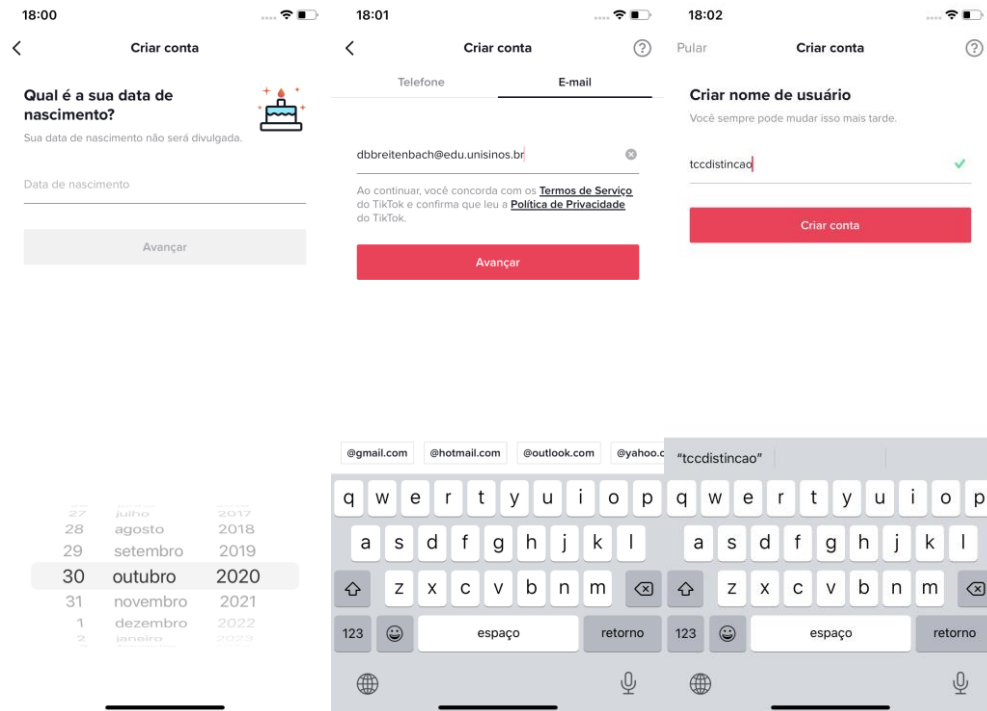 18:00
Criar conta
Qual é a sua data de
nascimento?
Sua data de nascimento não será divulgada.
Data de nascimento
Avançar
27 julho 2017
28 agosto 2018
29 setembro 2019
30 outubro 2020
31 novembro 2021
1 dezembro 2022
2 janeiro 2023
18:01
Criar conta
?
Telefone
E-mail
dbbreitenbach@edu.unisinos.br
Ao continuar, você concorda com os Termos de Serviço
do TikTok e confirma que leu a Política de Privacidade
do TikTok.
Avançar
@gmail.com @hotmail.com @outlook.com @yahoo.c
q w e r t y u i o p
a s d f g h j k l
z x c v b n m
123 espaço retorno
18:02
Pular
Criar conta
?
Criar nome de usuário
Você sempre pode mudar isso mais tarde.
tccdistincao
Criar conta
“tccdistincao”
q w e r t y u i o p
a s d f g h j k l
z x c v b n m
123 espaço retorno